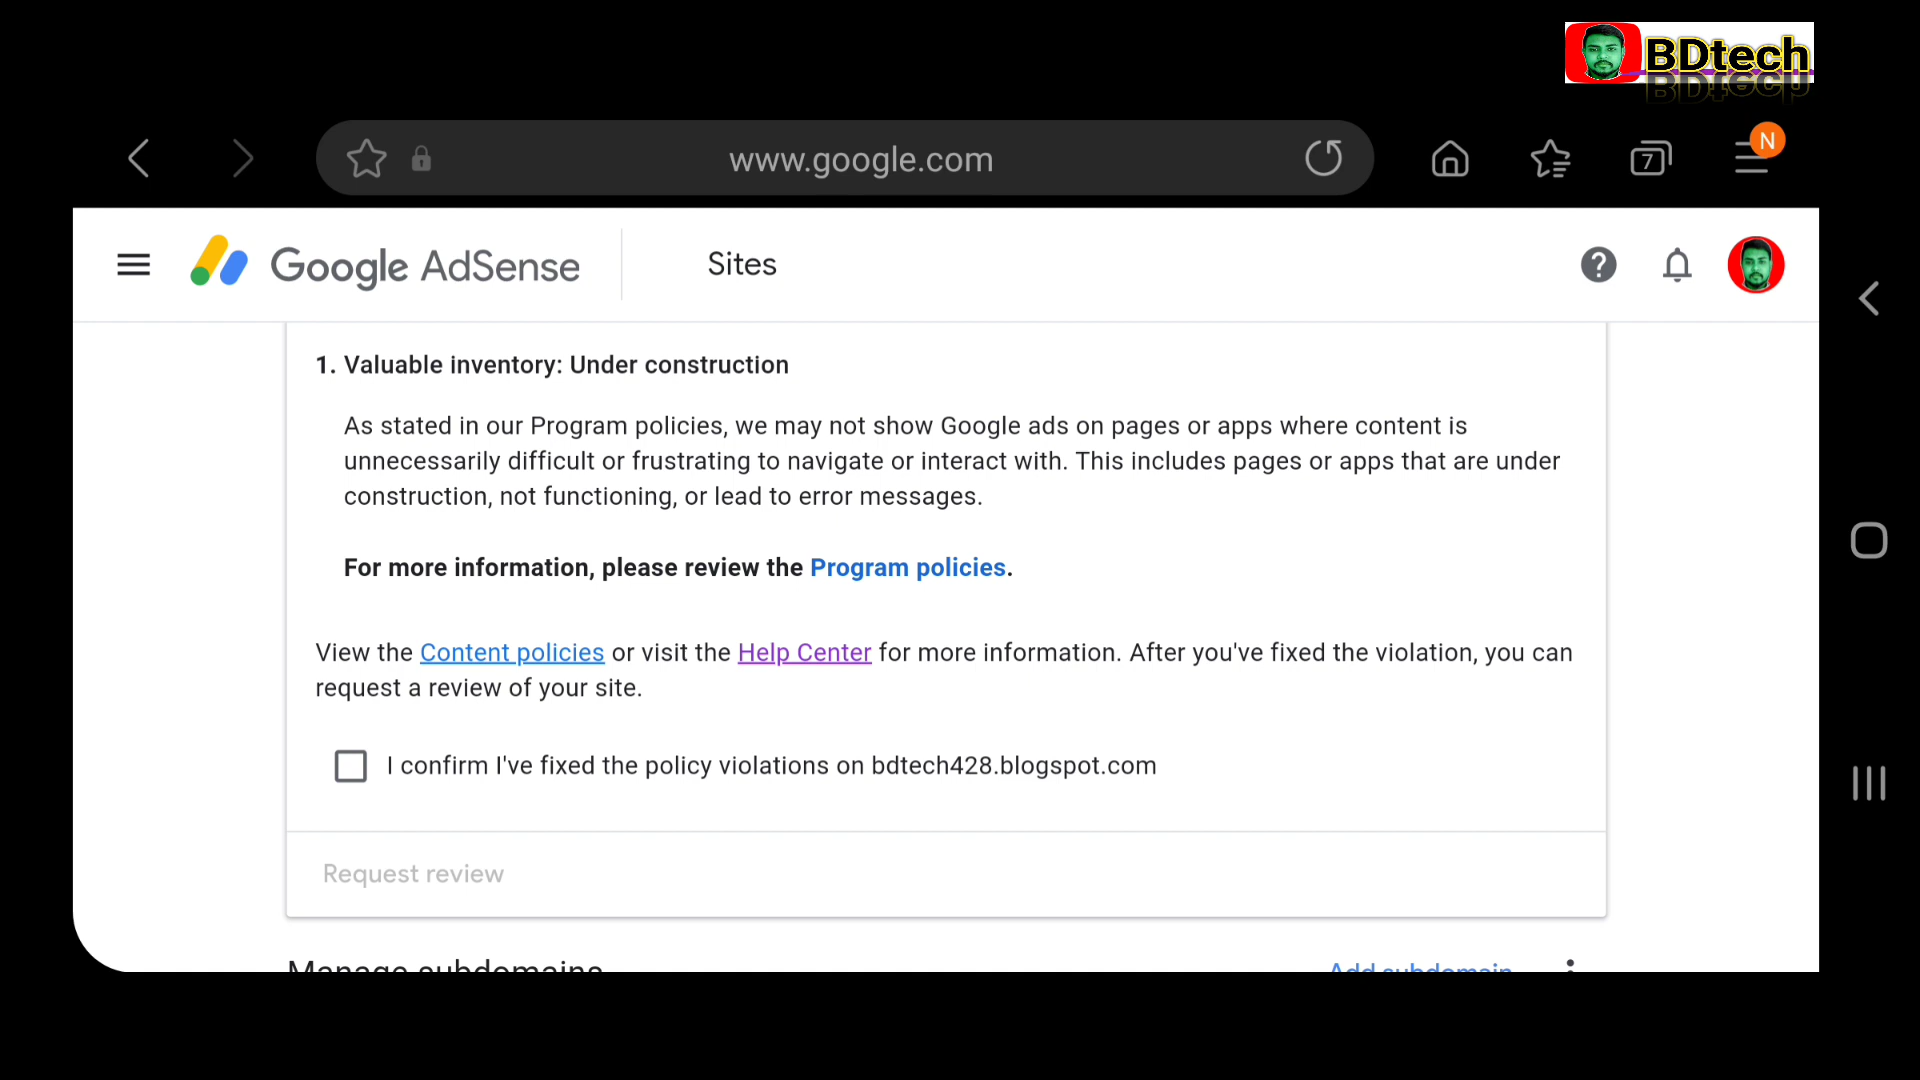 BDtech
www.google.com
7
N
Google AdSense
Sites
1. Valuable inventory: Under construction
As stated in our Program policies, we may not show Google ads on pages or apps where content is
unnecessarily difficult or frustrating to navigate or interact with. This includes pages or apps that are under
construction, not functioning, or lead to error messages.
For more information, please review the Program policies.
View the Content policies or visit the Help Center for more information. After you've fixed the violation, you can
request a review of your site.
I confirm I've fixed the policy violations on bdtech428.blogspot.com
Request review
Manage subdomains
Add subdomain